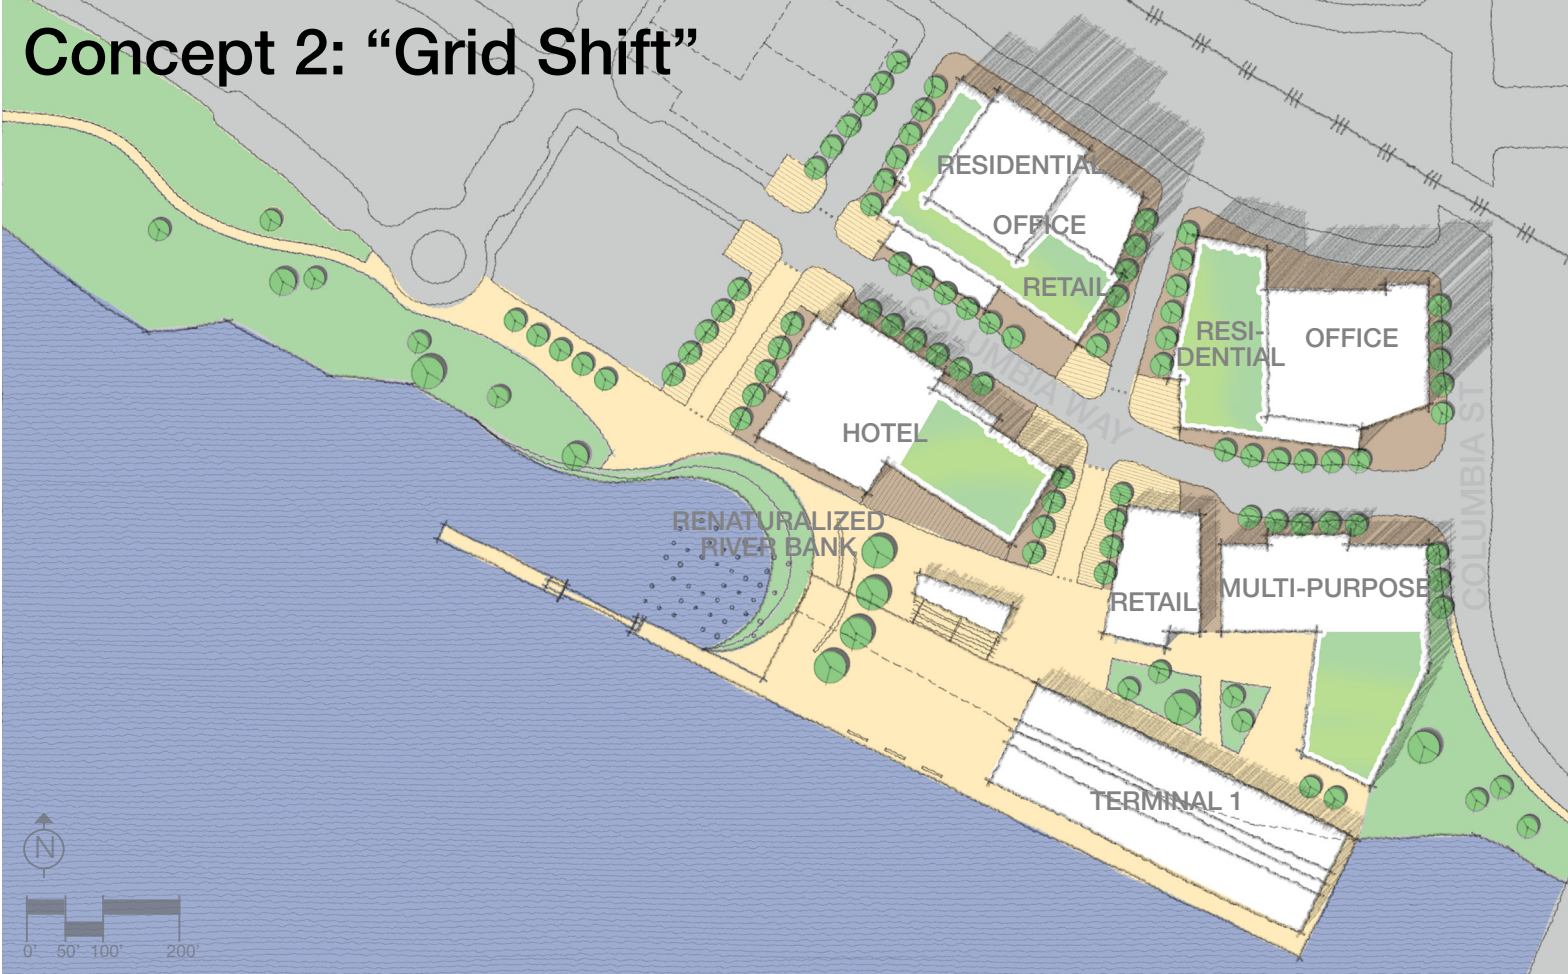 Concept 2: “Grid Shift”
RESIDENTIAL
OFFICE
RETAIL
COLUMBIA WAY
RESI-
DENTIAL
OFFICE
COLUMBIA ST
HOTEL
RENATURALIZED
RIVER BANK
RETAIL
MULTI-PURPOSE
TERMINAL 1
N
0' 50' 100' 200'